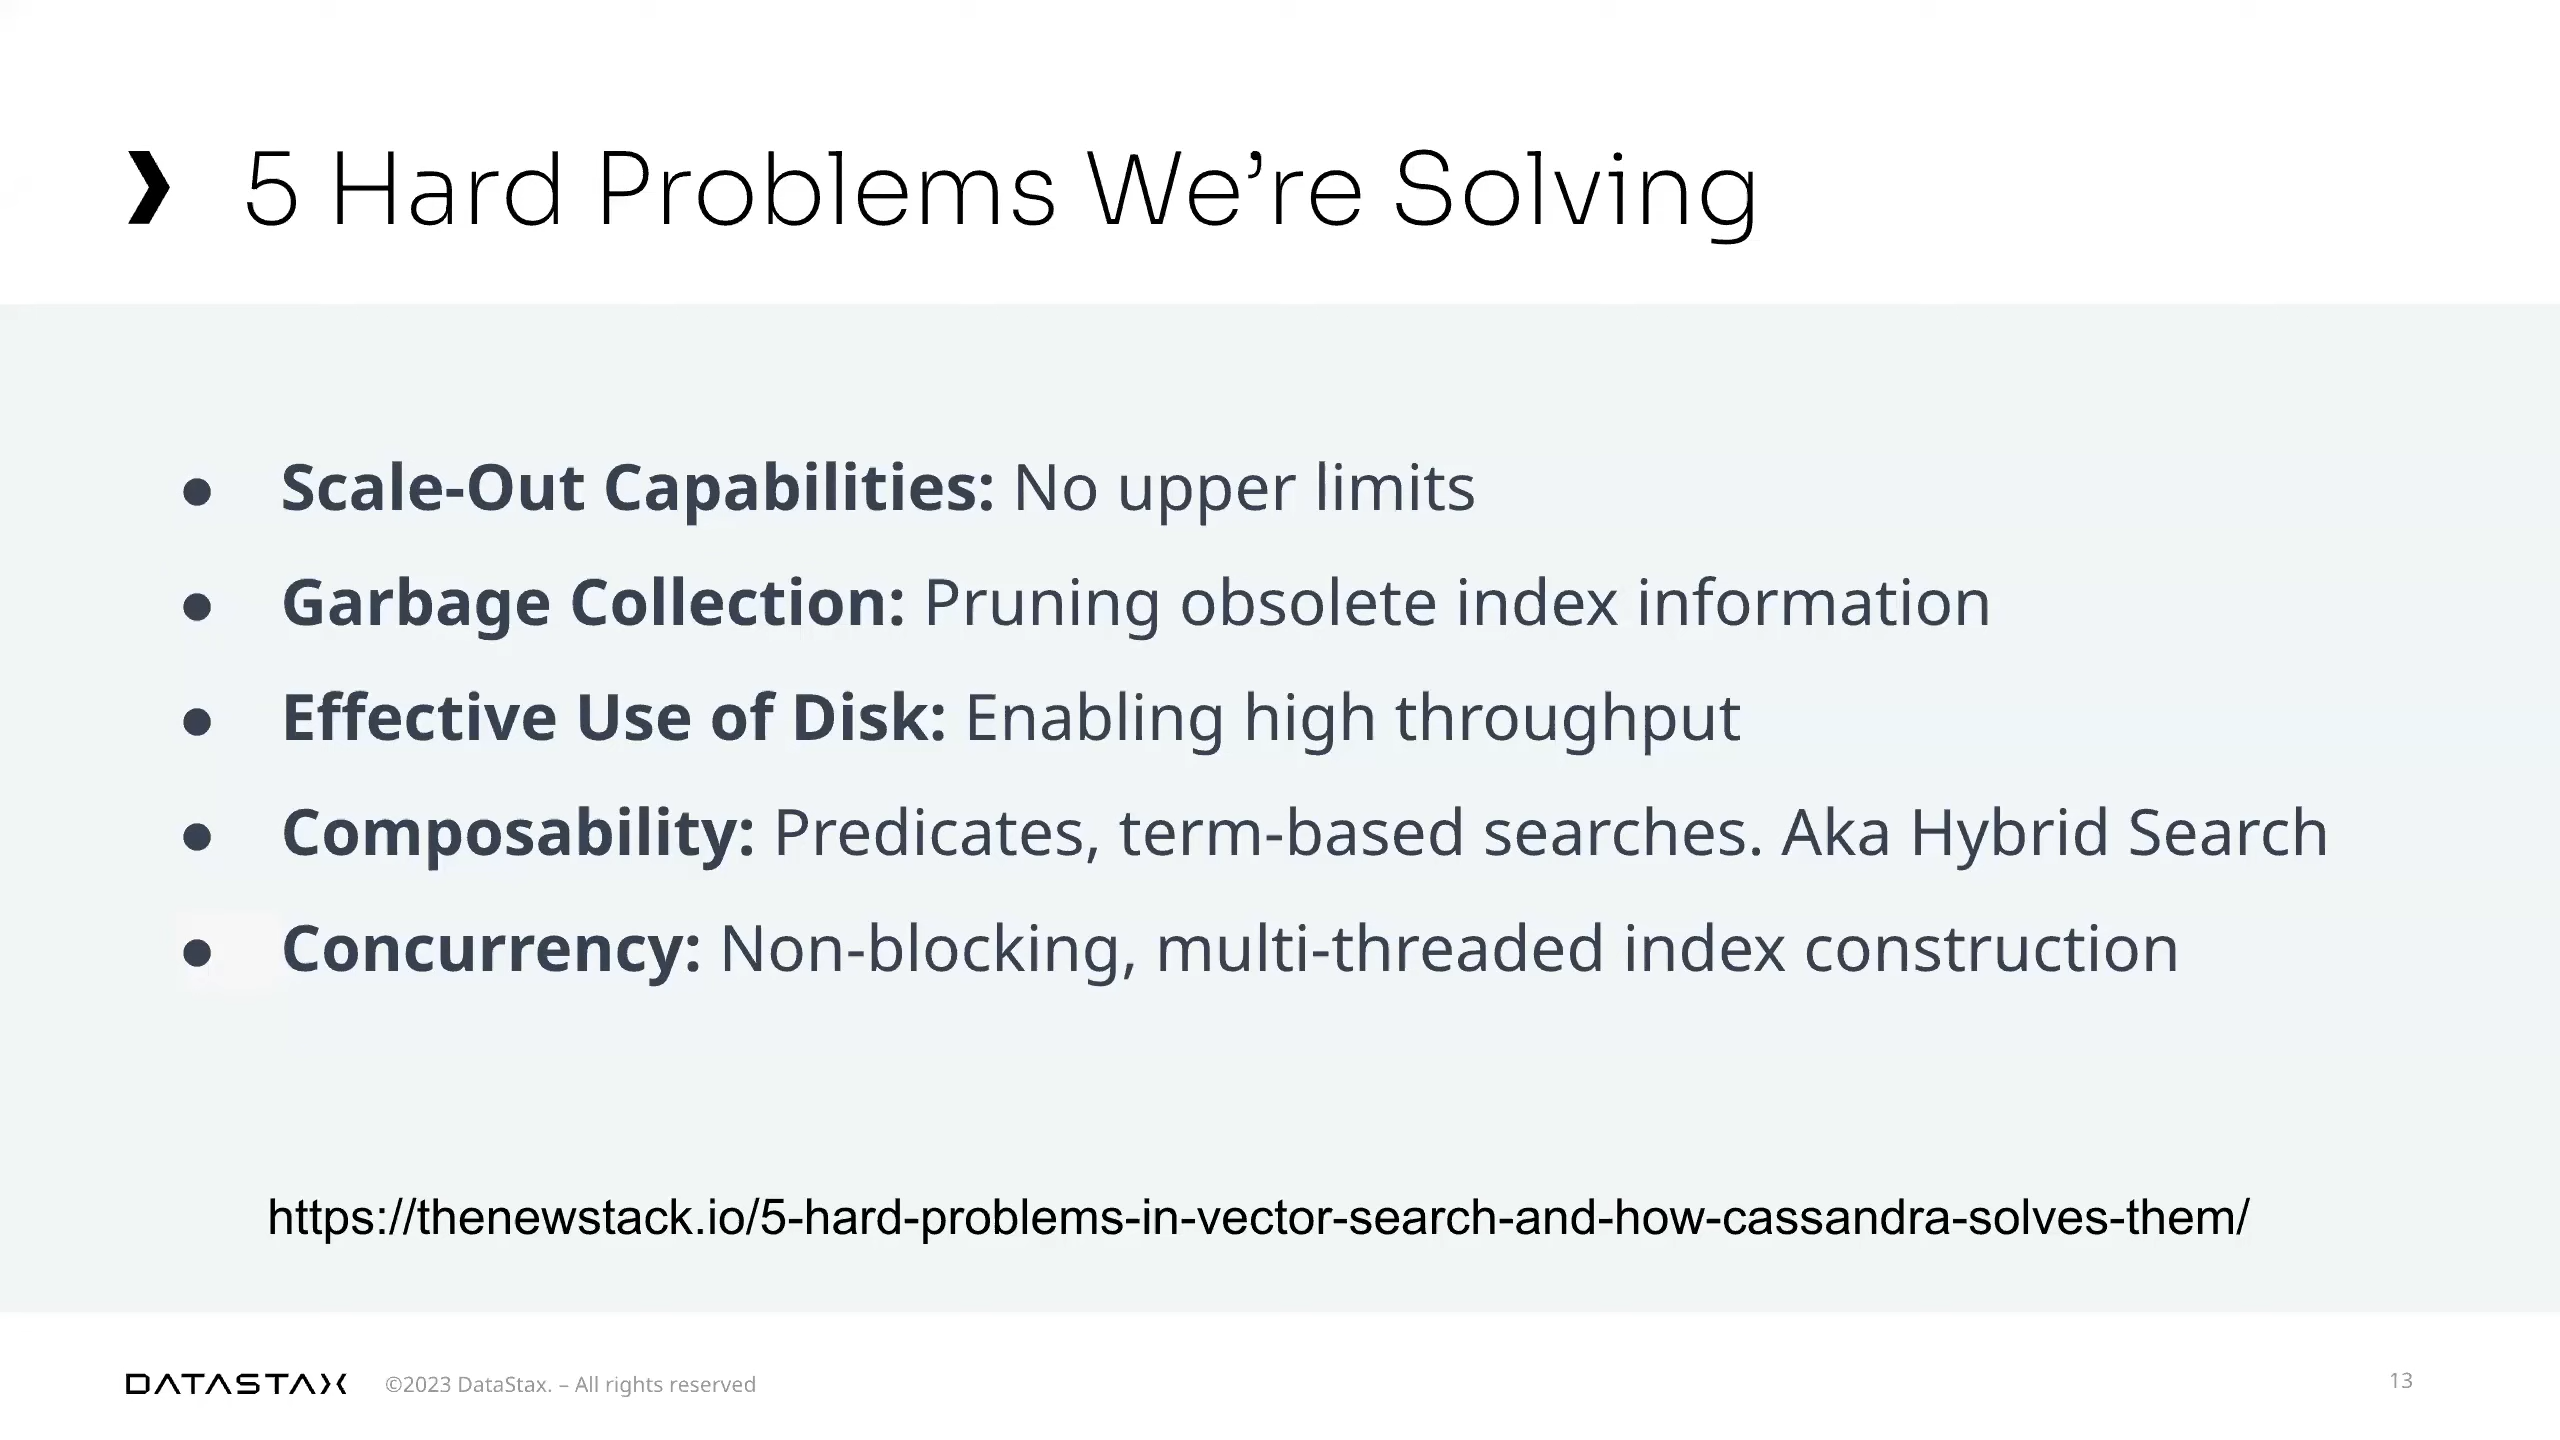 5 Hard Problems We’re Solving
● Scale-Out Capabilities: No upper limits
● Garbage Collection: Pruning obsolete index information
● Effective Use of Disk: Enabling high throughput
● Composability: Predicates, term-based searches. Aka Hybrid Search
● Concurrency: Non-blocking, multi-threaded index construction
https://thenewstack.io/5-hard-problems-in-vector-search-and-how-cassandra-solves-them/
DATASTAX ©2023 DataStax. – All rights reserved
13